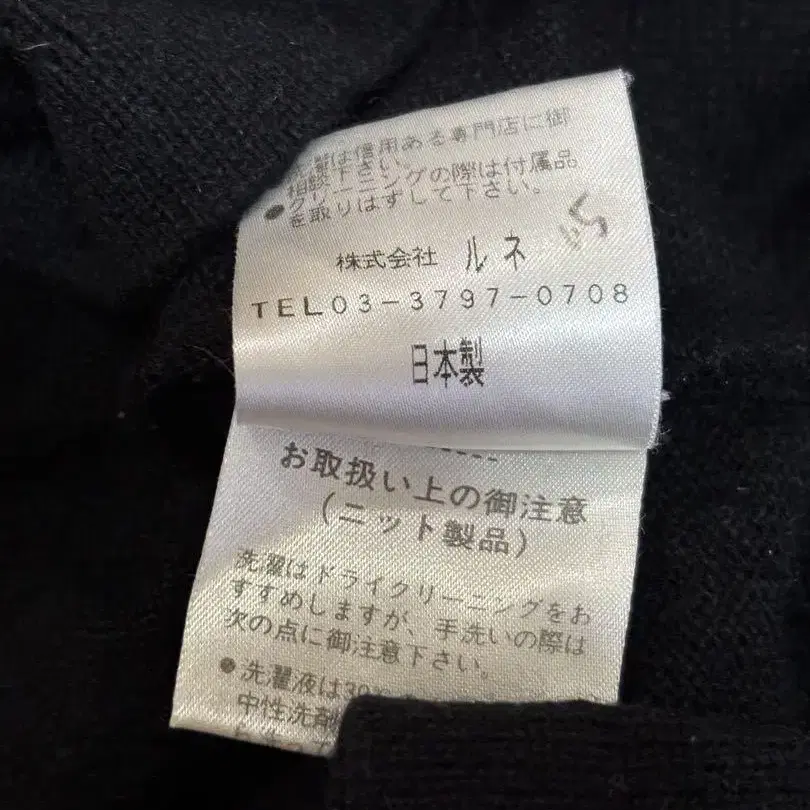 は信用ある専門店に御
相談下さい。
●クリーニングの際は付属品
を取りはずして下さい。
株式会社 ルネ
TEL03-3797-0708
日本製
お取扱い上の御注意
(ニット製品)
洗濯はドライクリーニングをお
すすめしますが、手洗いの際は
次の点に御注意下さい。
●洗濯液は30
中性洗剤